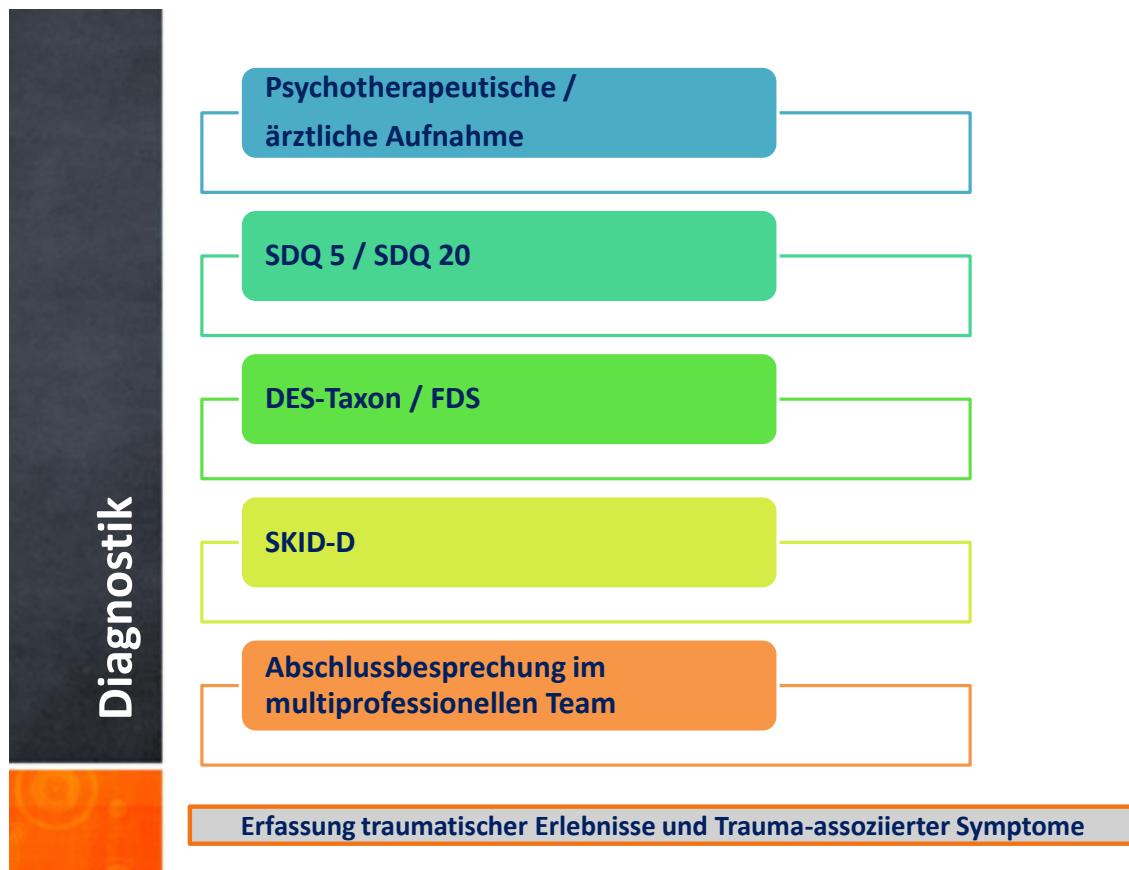 Diagnostik
Psychotherapeutische /
ärztliche Aufnahme
SDQ 5 / SDQ 20
DES-Taxon / FDS
SKID-D
Abschlussbesprechung im
multiprofessionellen Team
Erfassung traumatischer Erlebnisse und Trauma-assoziierter Symptome